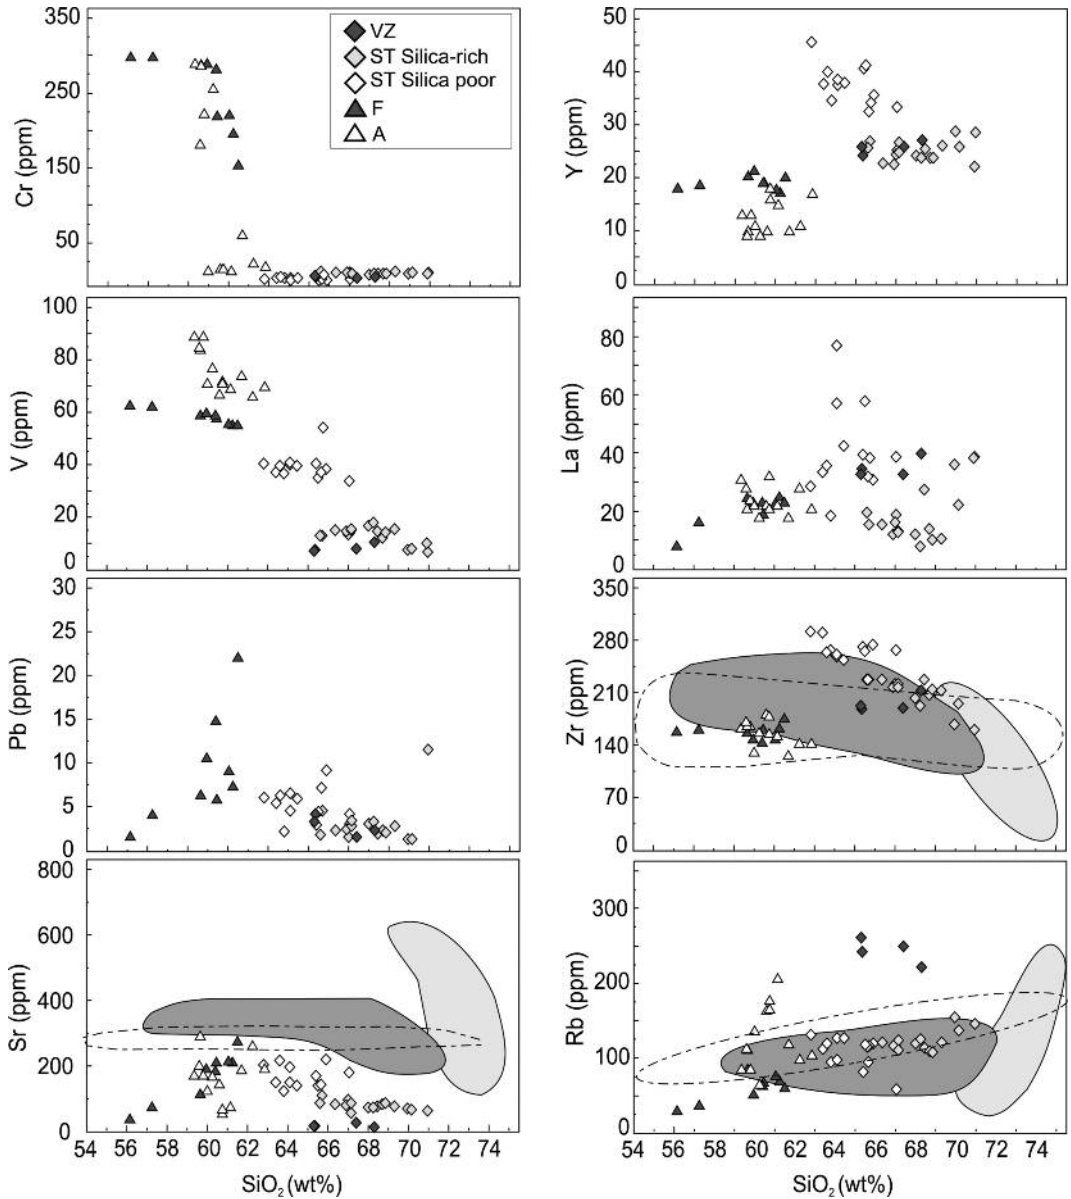 Cr (ppm)
350
250
150
50
VZ
ST Silica-rich
ST Silica poor
F
A
Y (ppm)
50
40
30
20
10
0
V (ppm)
100
80
60
40
20
0
La (ppm)
80
60
40
20
0
Pb (ppm)
30
25
20
15
10
5
0
Zr (ppm)
350
280
210
140
70
0
Sr (ppm)
800
600
400
200
0
54 56 58 60 62 64 66 68 70 72 74
SiO₂ (wt%)
Rb (ppm)
300
200
100
50
0
54 56 58 60 62 64 66 68 70 72 74
SiO₂ (wt%)